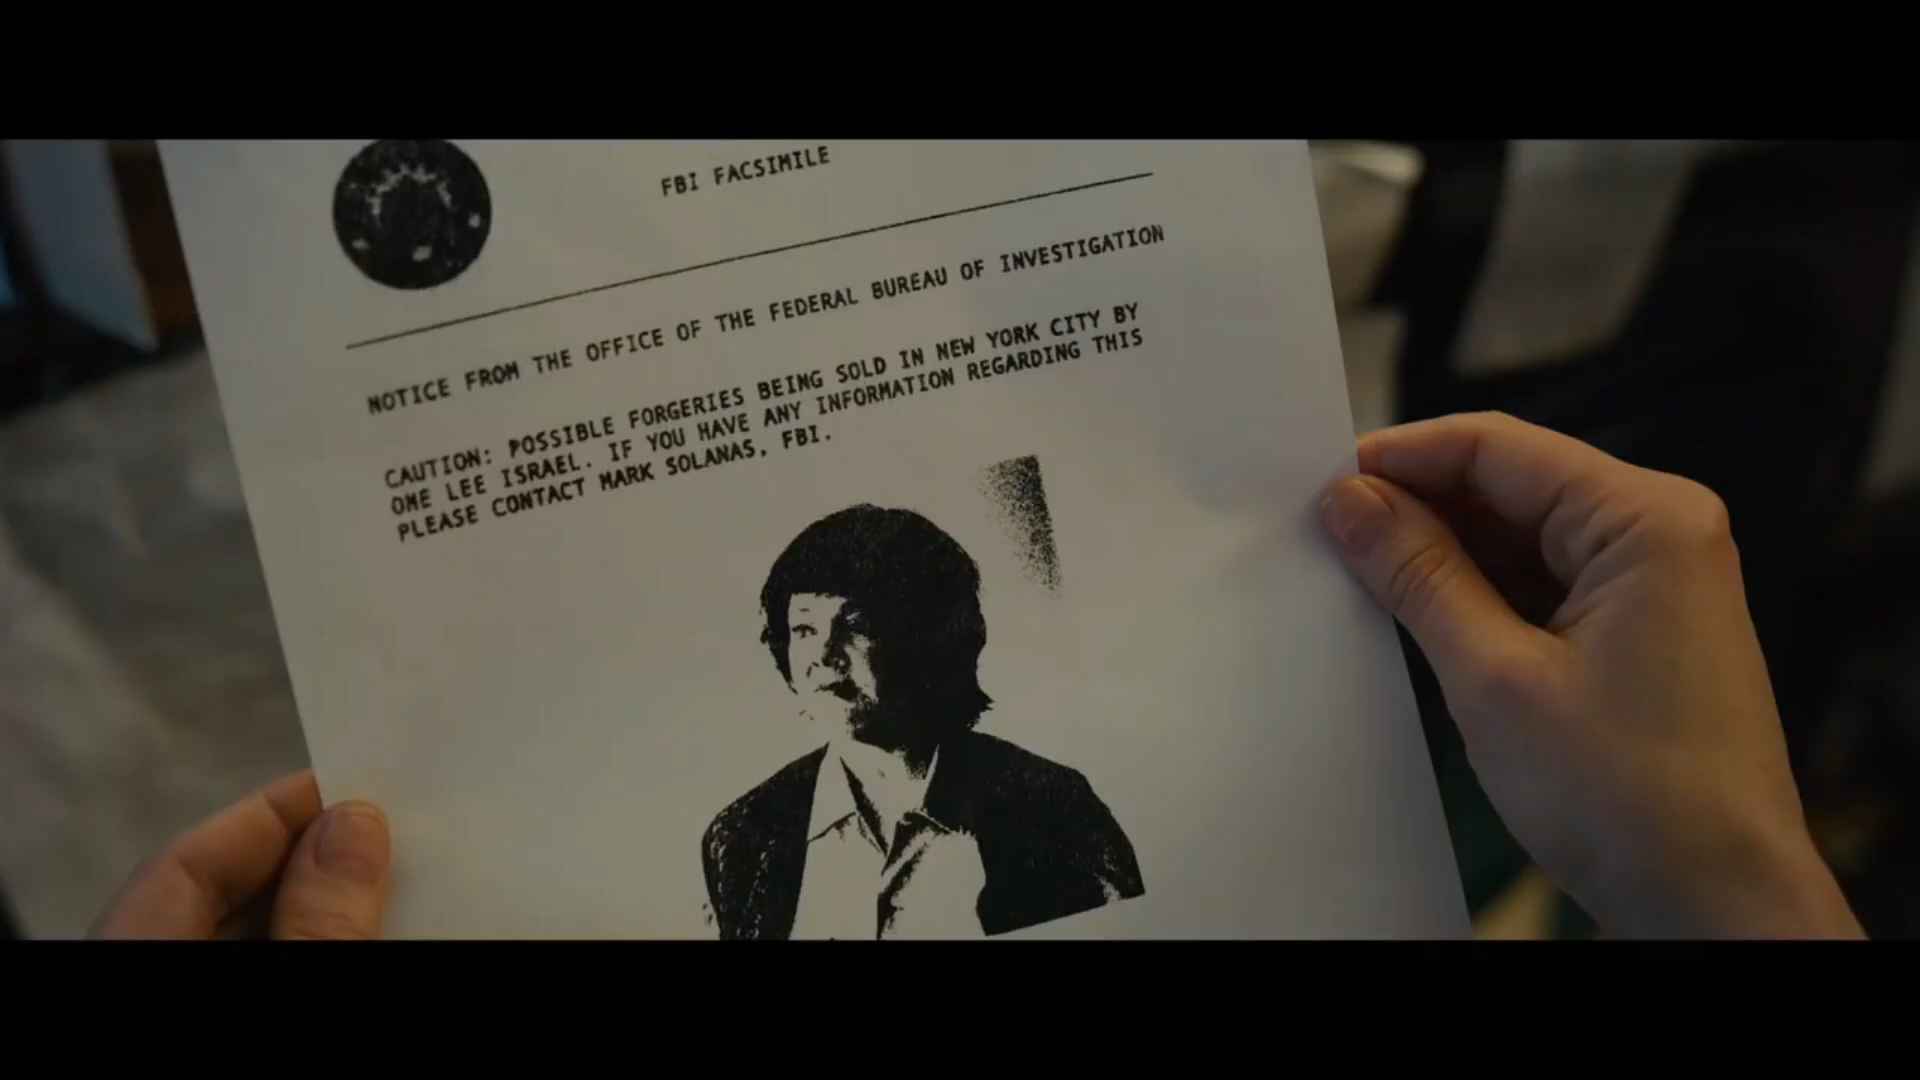 FBI FACSIMILE
NOTICE FROM THE OFFICE OF THE FEDERAL BUREAU OF INVESTIGATION
CAUTION: POSSIBLE FORGERIES BEING SOLD IN NEW YORK CITY BY
ONE LEE ISRAEL. IF YOU HAVE ANY INFORMATION REGARDING THIS
PLEASE CONTACT MARK SOLANAS, FBI.